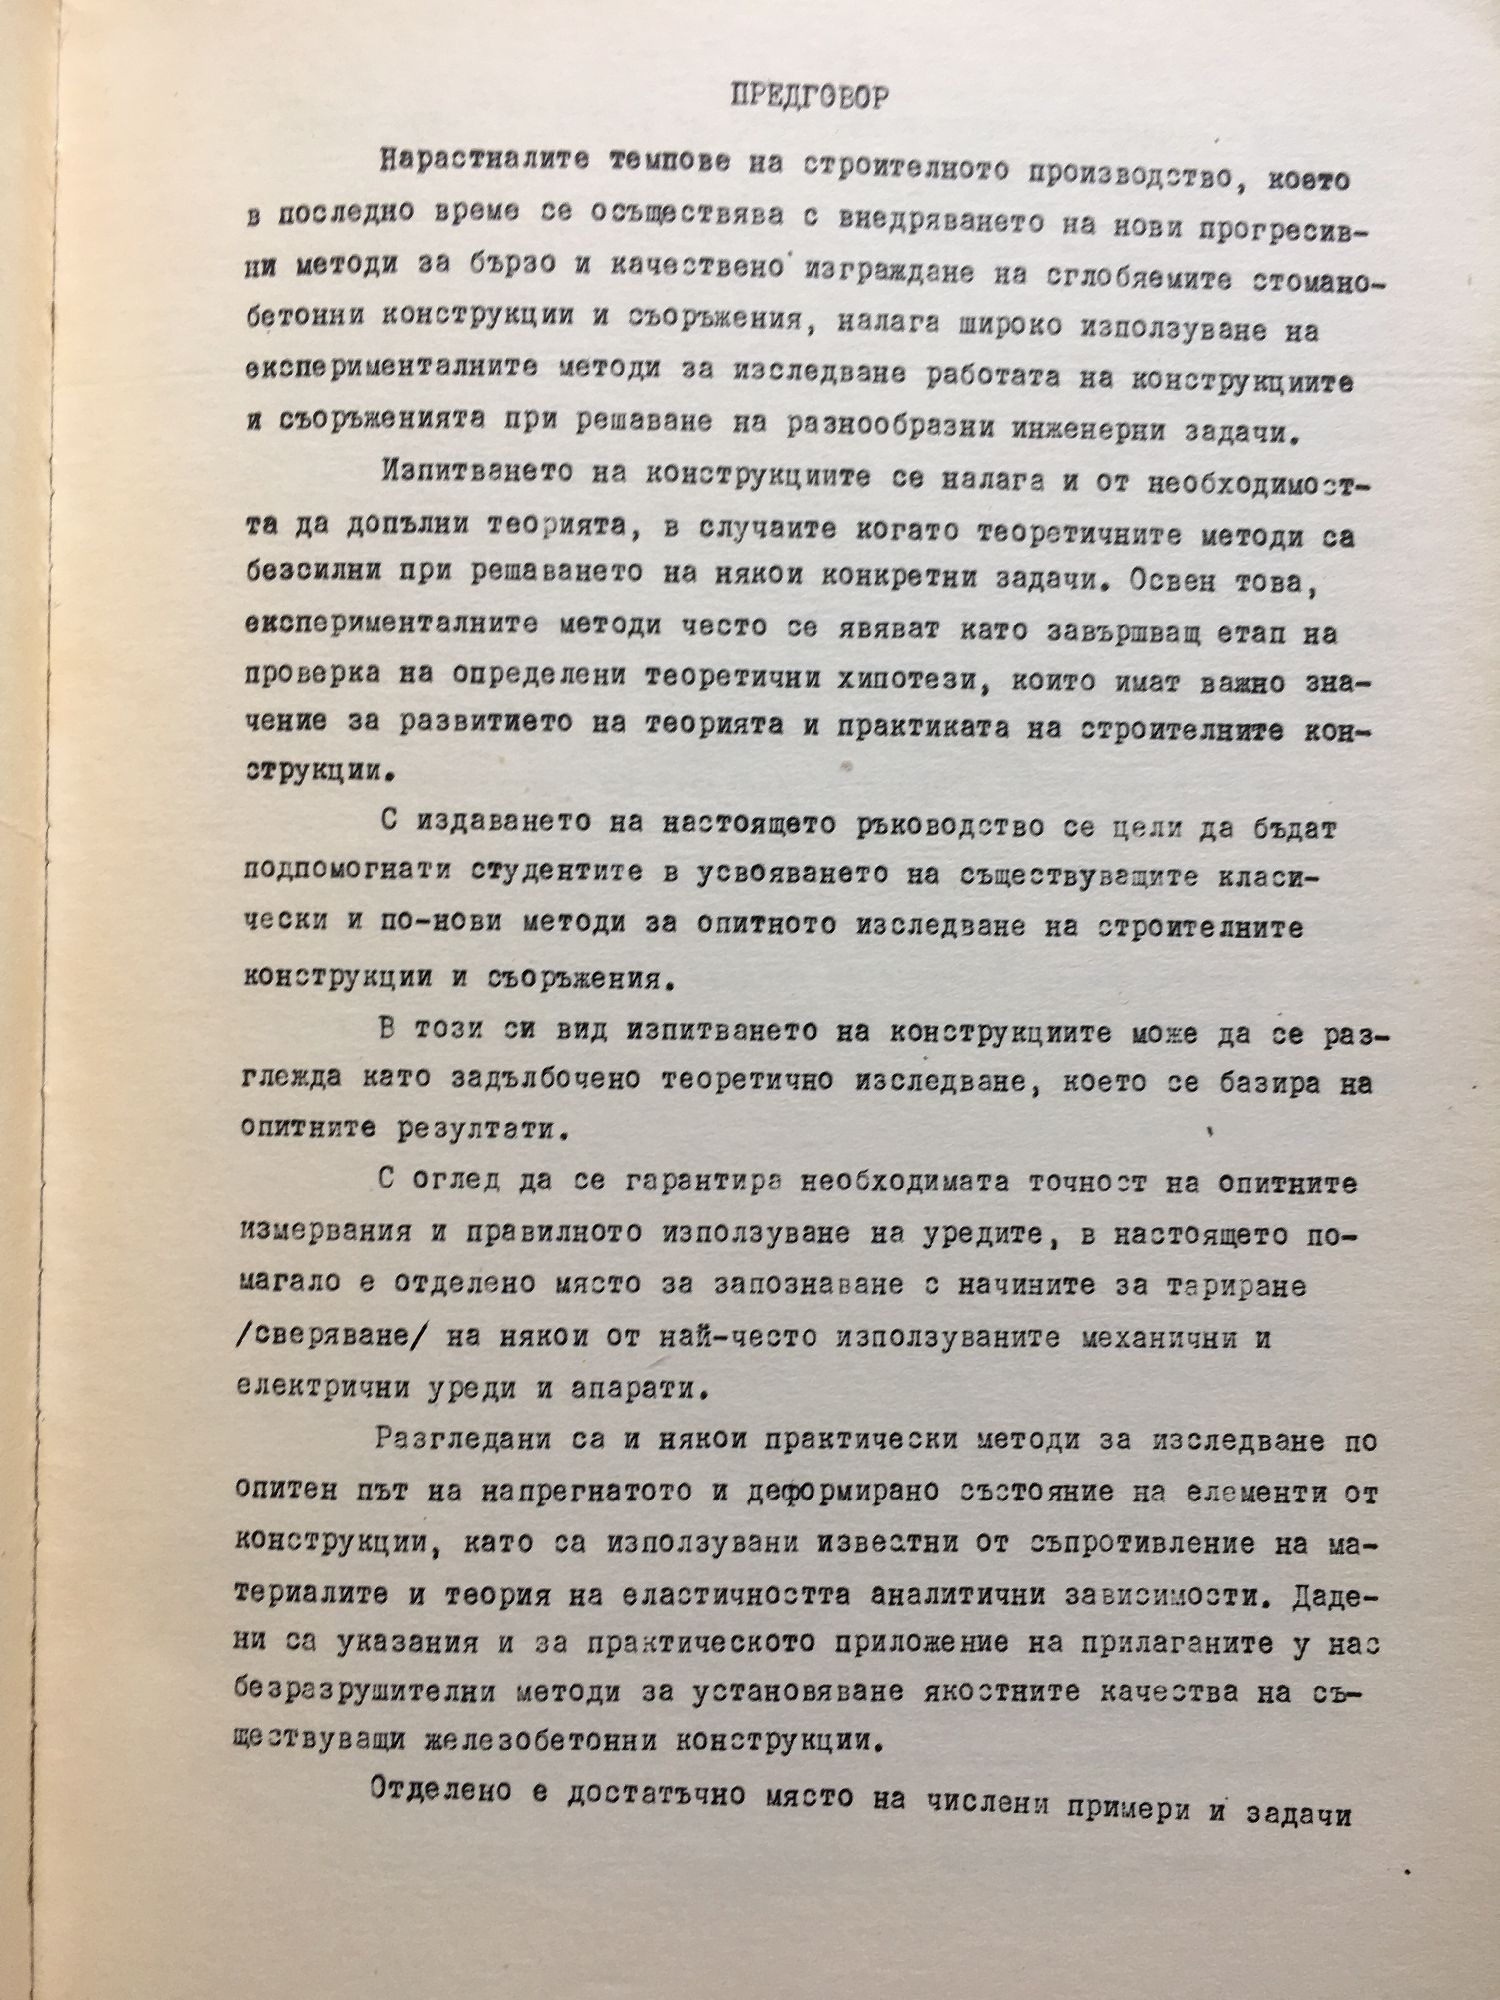 ПРЕДГОВОР
Нарастналите темпове на строителното производство, което
в последно време се осъществява с внедряването на нови прогресив-
ни методи за бързо и качествено изграждане на сглобяемите стомано-
бетонни конструкции и съоръжения, налага широко използуване на
експерименталните методи за изследване работата на конструкциите
и съоръженията при решаване на разнообразни инженерни задачи.
Изпитването на конструкциите се налага и от необходимост-
та да допълни теорията, в случаите когато теоретичните методи са
безсилни при решаването на някои конкретни задачи. Освен това,
експерименталните методи често се явяват като завършващ етап на
проверка на определени теоретични хипотези, които имат важно зна-
чение за развитието на теорията и практиката на строителните кон-
струкции.
С издаването на настоящето ръководство се цели да бъдат
подпомогнати студентите в усвояването на съществуващите класи-
чески и по-нови методи за опитното изследване на строителните
конструкции и съоръжения.
В този си вид изпитването на конструкциите може да се раз-
глежда като задълбочено теоретично изследване, което се базира на
опитните резултати.
С оглед да се гарантира необходимата точност на опитните
измервания и правилното използуване на уредите, в настоящето по-
магало е отделено място за запознаване с начините за тариране
/сверяване/ на някои от най-често използуваните механични и
електрични уреди и апарати.
Разгледани са и някои практически методи за изследване по
опитен път на напрегнатото и деформирано състояние на елементи от
конструкции, като са използувани известни от съпротивление на ма-
териалите и теория на еластичността аналитични зависимости. Даде-
ни са указания и за практическото приложение на прилаганите у нас
безразрушителни методи за установяване якостните качества на съ-
ществуващи железобетонни конструкции.
Отделено е достатъчно място на числени примери и задачи